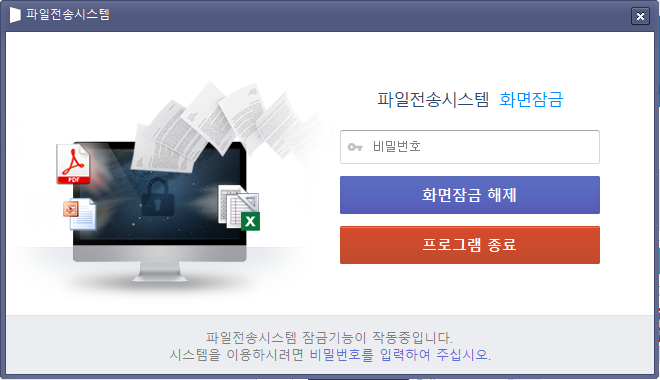 파일전송시스템
파일전송시스템 화면잠금
비밀번호
화면잠금 해제
프로그램 종료
PDF
파일전송시스템 잠금기능이 작동중입니다.
시스템을 이용하시려면 비밀번호를 입력하여 주십시오.